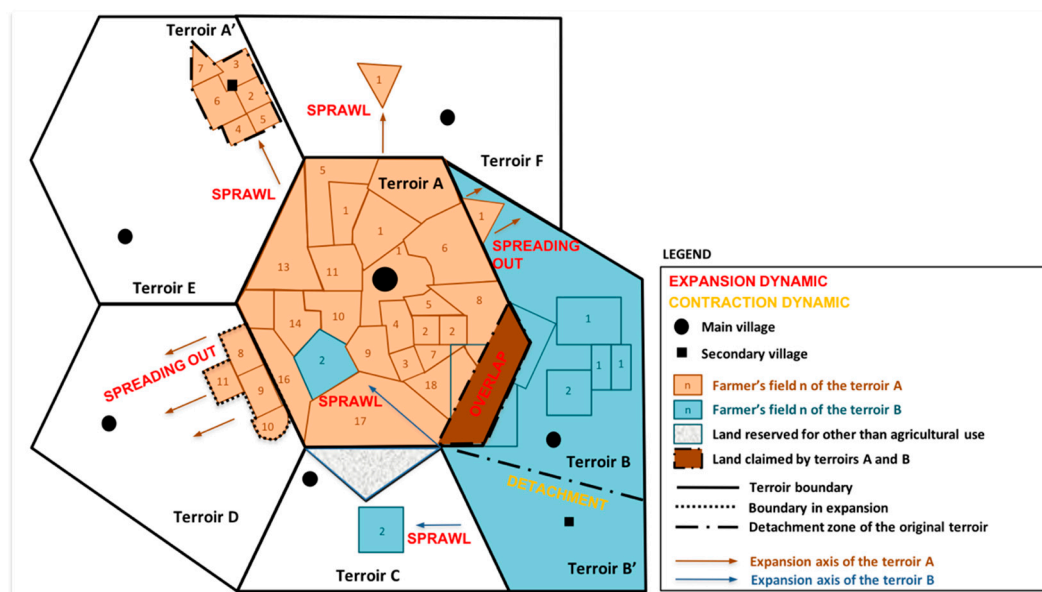 Terroir A'
7
3
6
2
4
5
SPRAWL
1
SPRAWL
Terroir F
5
Terroir A
1
1
1
1
6
SPREADING
OUT
13
11
8
Terroir E
14
10
4
5
2
2
9
3
7
18
16
17
2
SPRAWL
OVERLAP
1
1
1
2
8
11
9
10
SPREADING OUT
Terroir D
Terroir B
DETACHMENT
2
SPRAWL
Terroir C
Terroir B'
LEGEND
EXPANSION DYNAMIC
CONTRACTION DYNAMIC
Main village
Secondary village
n Farmer's field n of the terroir A
n Farmer's field n of the terroir B
Land reserved for other than agricultural use
Land claimed by terroirs A and B
Terroir boundary
Boundary in expansion
Detachment zone of the original terroir
Expansion axis of the terroir A
Expansion axis of the terroir B